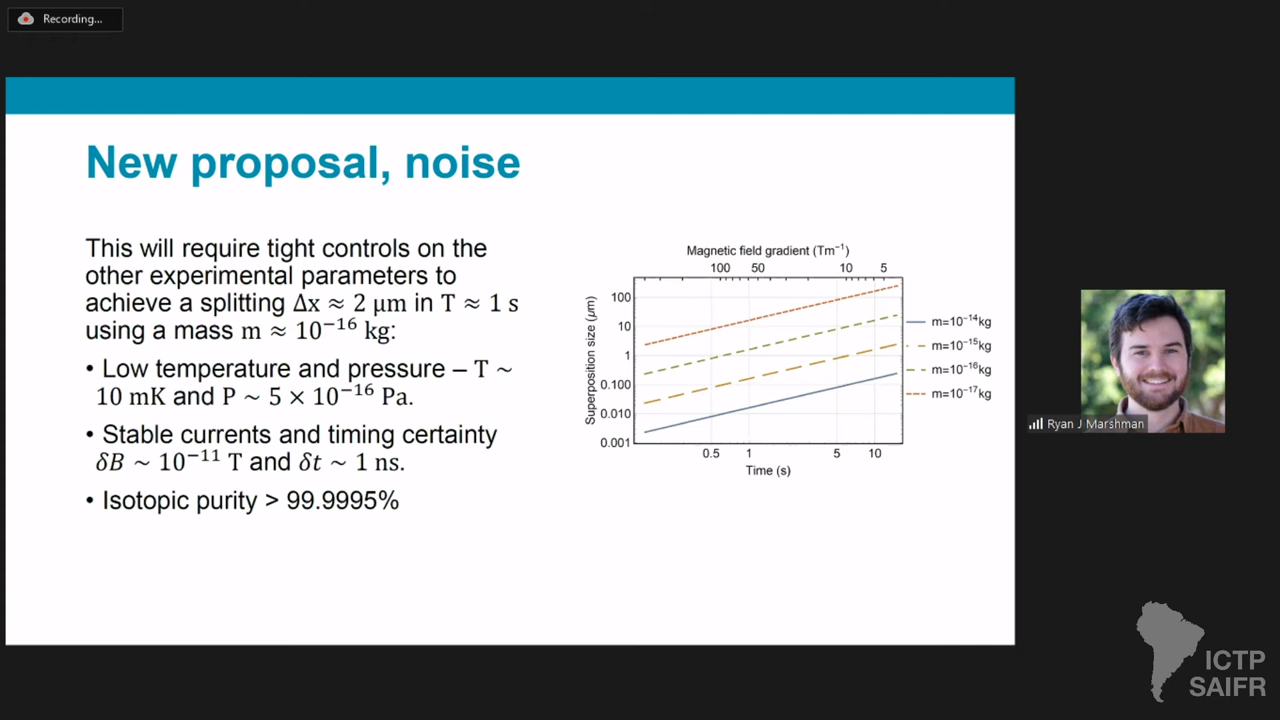 Recording...
New proposal, noise
This will require tight controls on the
other experimental parameters to
achieve a splitting Δx ≈ 2 μm in T ≈ 1 s
using a mass m ≈ 10⁻¹⁶ kg:
• Low temperature and pressure – T ~
10 mK and P ~ 5 × 10⁻¹⁶ Pa.
• Stable currents and timing certainty
δB ~ 10⁻¹¹ T and δt ~ 1 ns.
• Isotopic purity > 99.9995%
Magnetic field gradient (Tm⁻¹)
100 50 10 5
Superposition size (μm)
100
10
1
0.100
0.010
0.001
0.5 1 5 10
Time (s)
m=10⁻¹⁴kg
m=10⁻¹⁵kg
m=10⁻¹⁶kg
m=10⁻¹⁷kg
Ryan J Marshman
ICTP
SAIFR